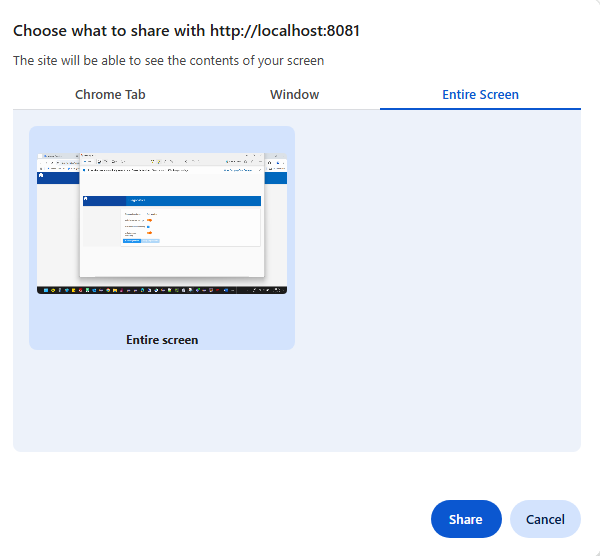 Choose what to share with http://localhost:8081
The site will be able to see the contents of your screen
Chrome Tab
Window
Entire Screen
Entire screen
Share
Cancel